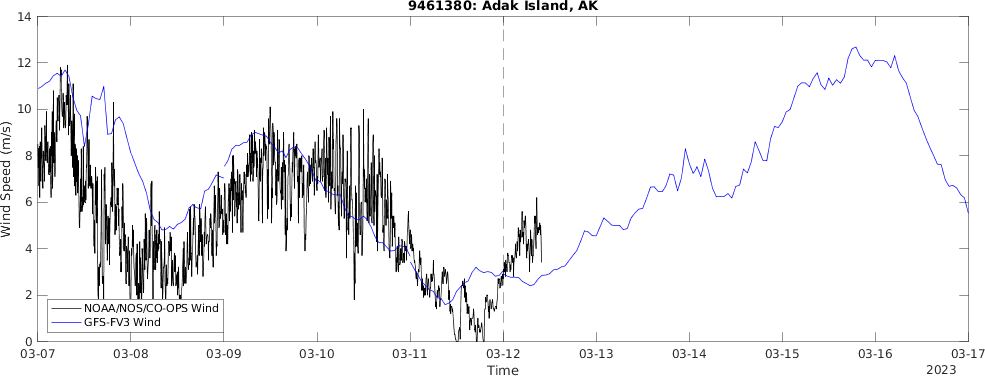 9461380: Adak Island, AK
Wind Speed (m/s)
14
12
10
8
6
4
2
0
NOAA/NOS/CO-OPS Wind
GFS-FV3 Wind
03-07 03-08 03-09 03-10 03-11 03-12 03-13 03-14 03-15 03-16 03-17
Time
2023